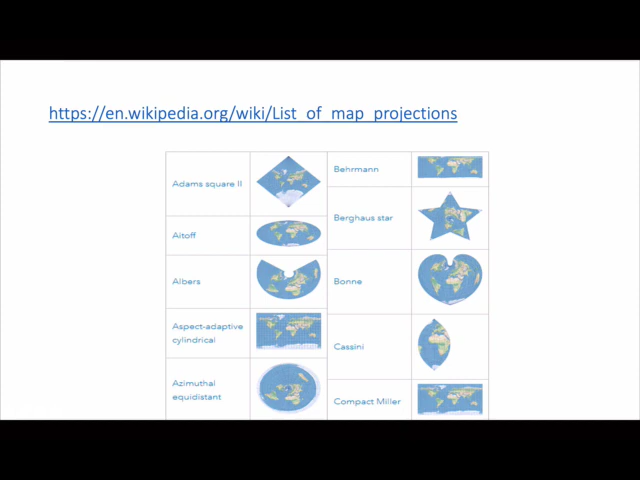 https://en.wikipedia.org/wiki/List_of_map_projections
Adams square II
Aitoff
Albers
Aspect-adaptive
cylindrical
Azimuthal
equidistant
Behrmann
Berghaus star
Bonne
Cassini
Compact Miller